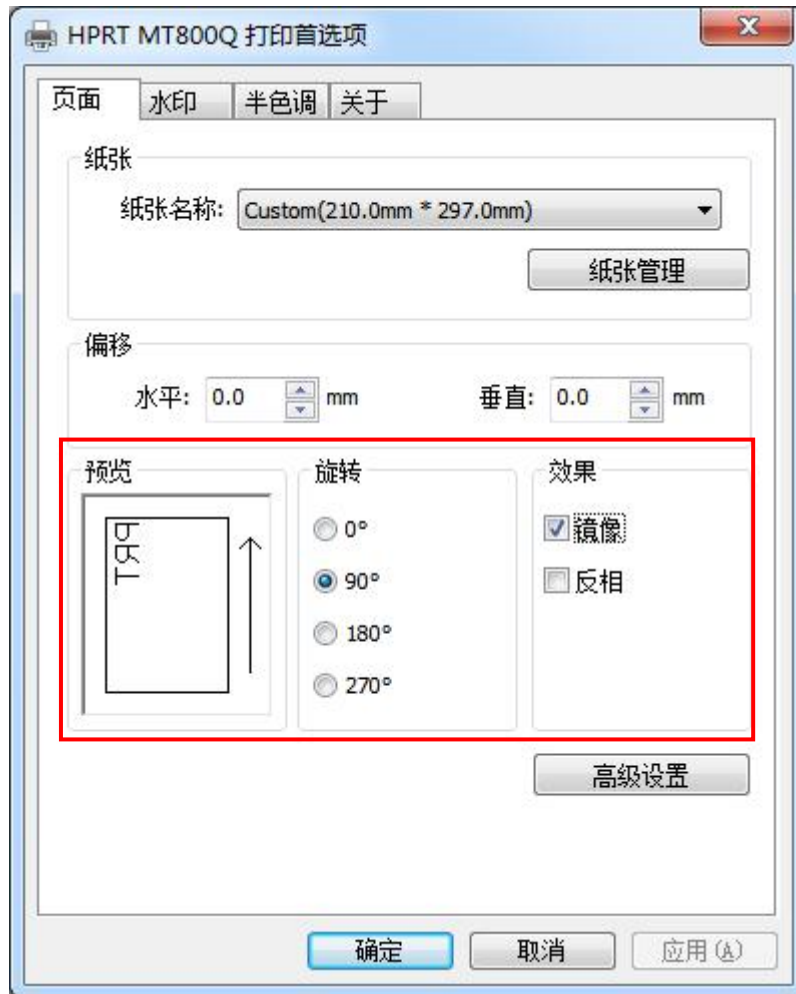 HPRT MT800Q 打印首选项
页面 水印 半色调 关于
纸张
纸张名称: Custom(210.0mm * 297.0mm)
纸张管理
偏移
水平: 0.0 mm 垂直: 0.0 mm
预览 旋转 效果
PRT
0° 镜像
90° 反相
180°
270°
高级设置
确定 取消 应用(A)